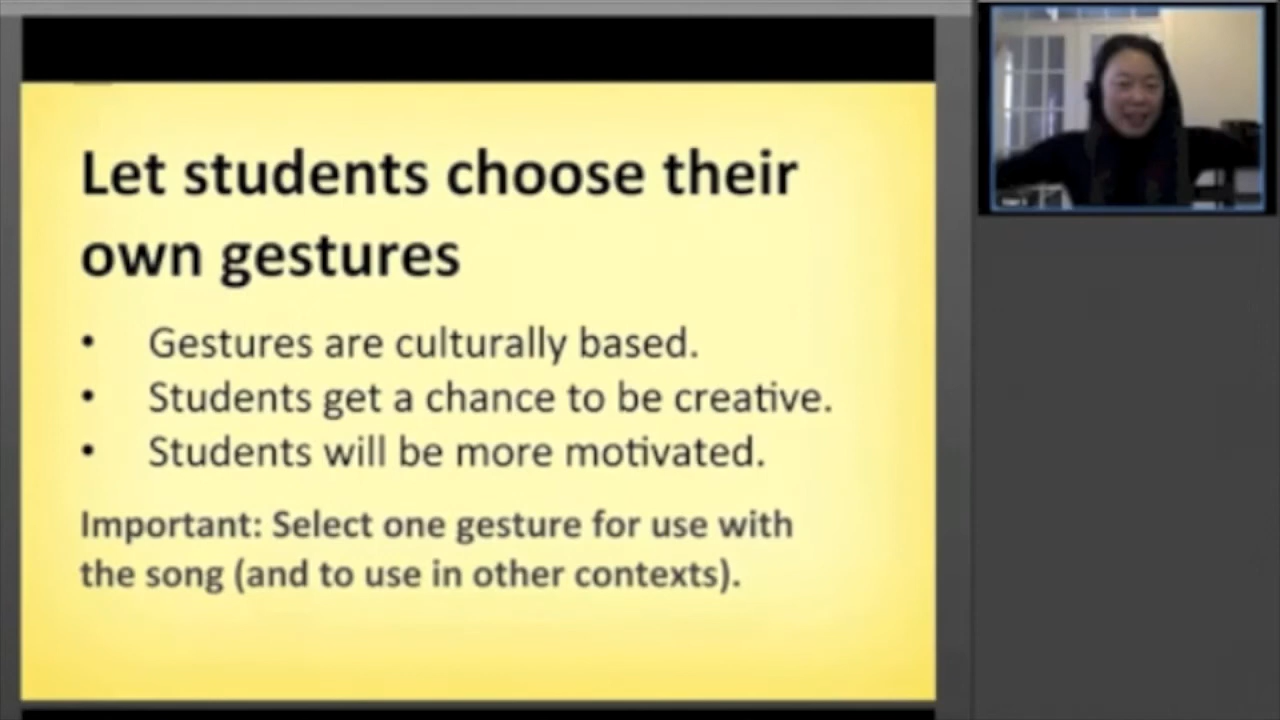 Let students choose their
own gestures
• Gestures are culturally based.
• Students get a chance to be creative.
• Students will be more motivated.
Important: Select one gesture for use with
the song (and to use in other contexts).